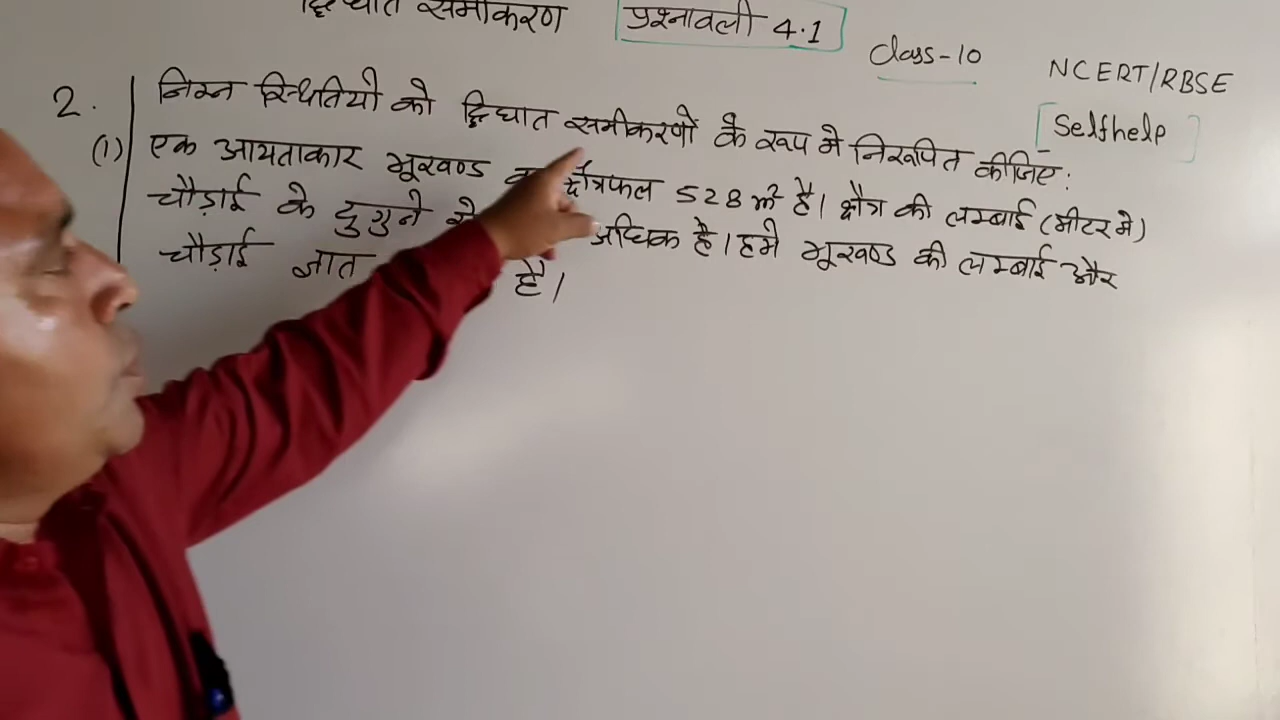 द्विघात समीकरण प्रश्नावली 4.1
Class-10 NCERT/RBSE
[Selfhelp]
2. निम्न स्थितियो को द्विघात समीकरणों के रूप मे निरूपित कीजिए:
(1) एक आयताकार भूखण्ड क्षेत्रफल 528 m² है। क्षेत्र की लम्बाई (मीटर मे)
चौड़ाई के दुगुने से अधिक है। हमे भूखण्ड की लम्बाई और
चौड़ाई ज्ञात है।